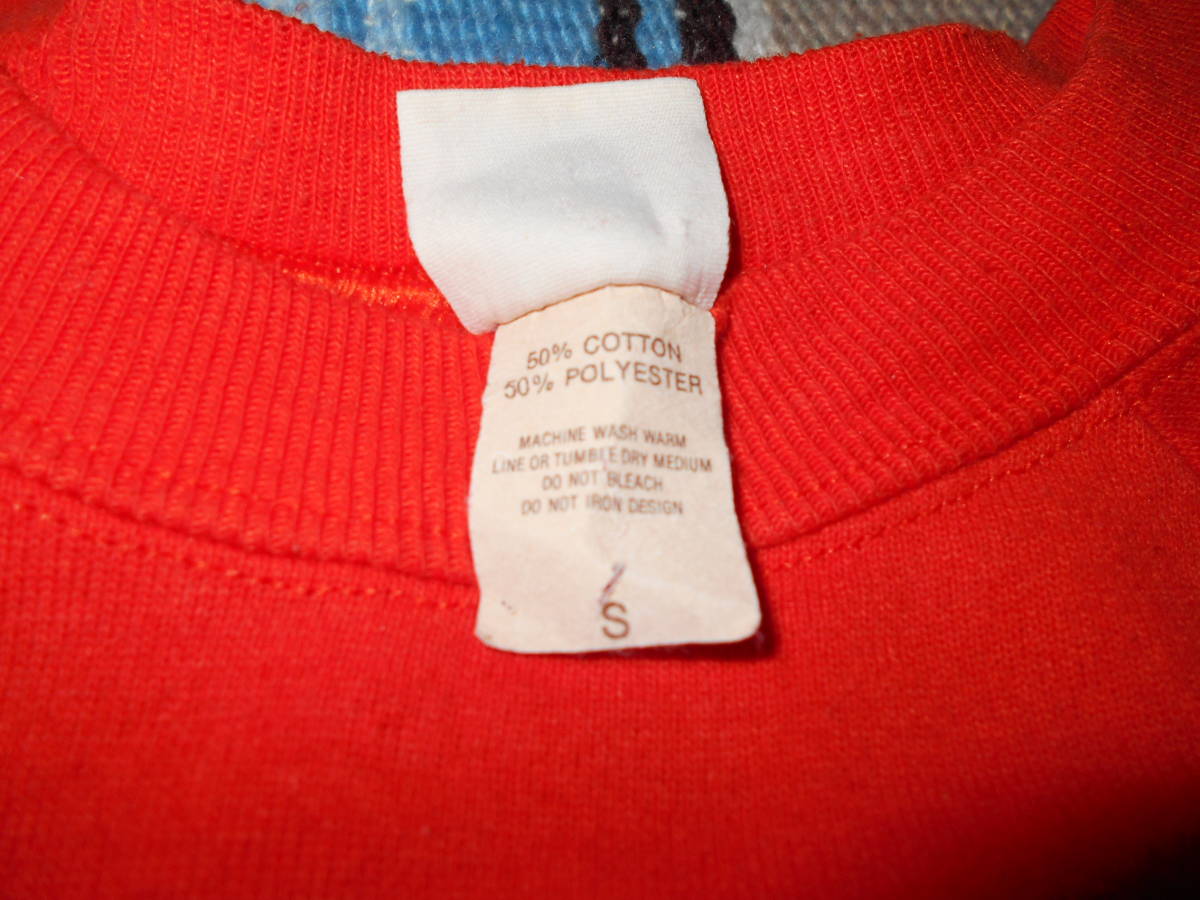 50% COTTON
50% POLYESTER
MACHINE WASH WARM
LINE OR TUMBLE DRY MEDIUM
DO NOT BLEACH
DO NOT IRON DESIGN
S